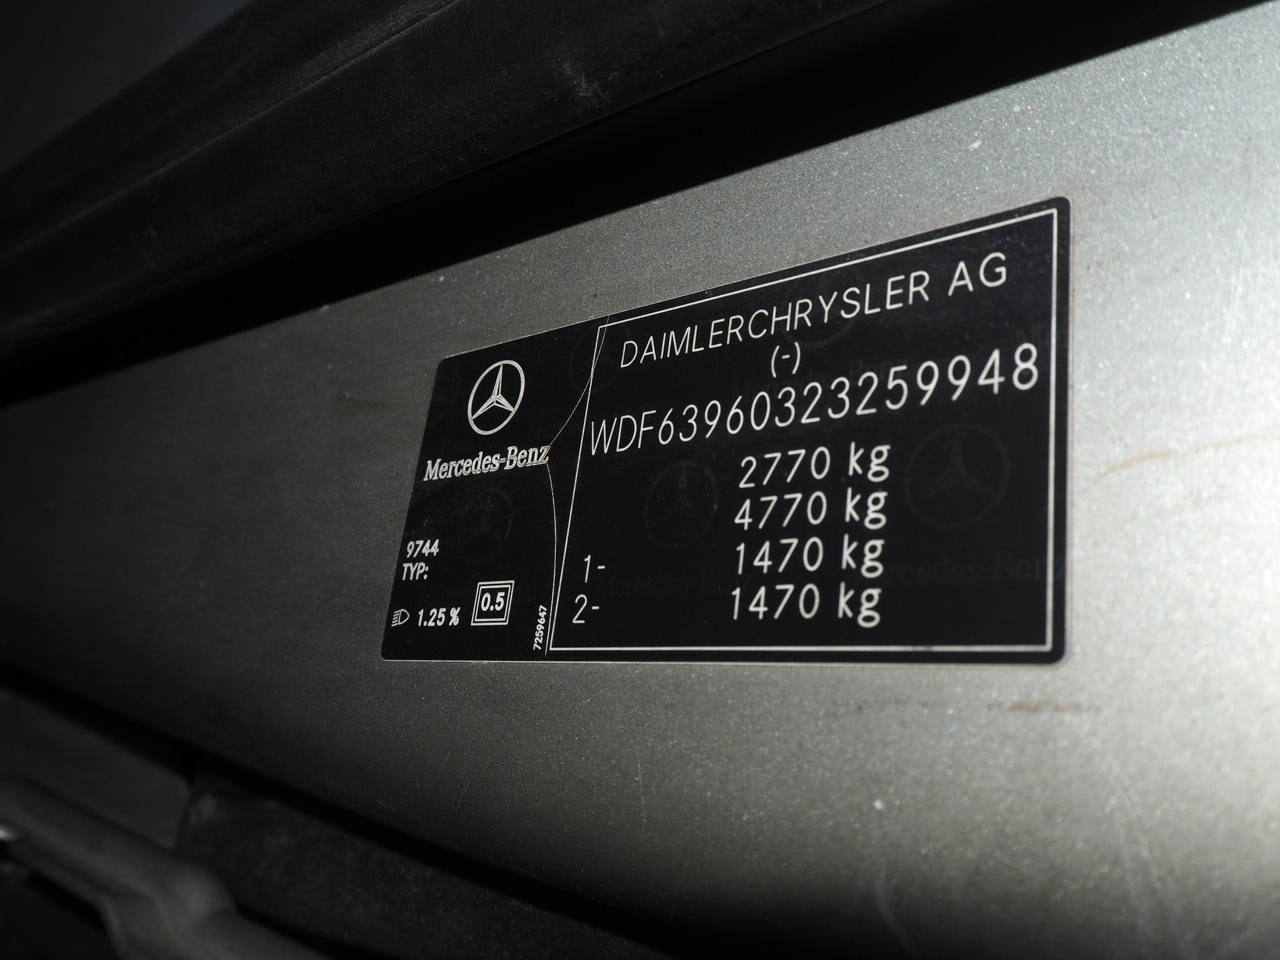 Mercedes-Benz
9744
TYP:
1.25 %
0.5
7259647
DAIMLERCHRYSLER AG
(-)
WDF63960323259948
2770 kg
4770 kg
1- 1470 kg
2- 1470 kg